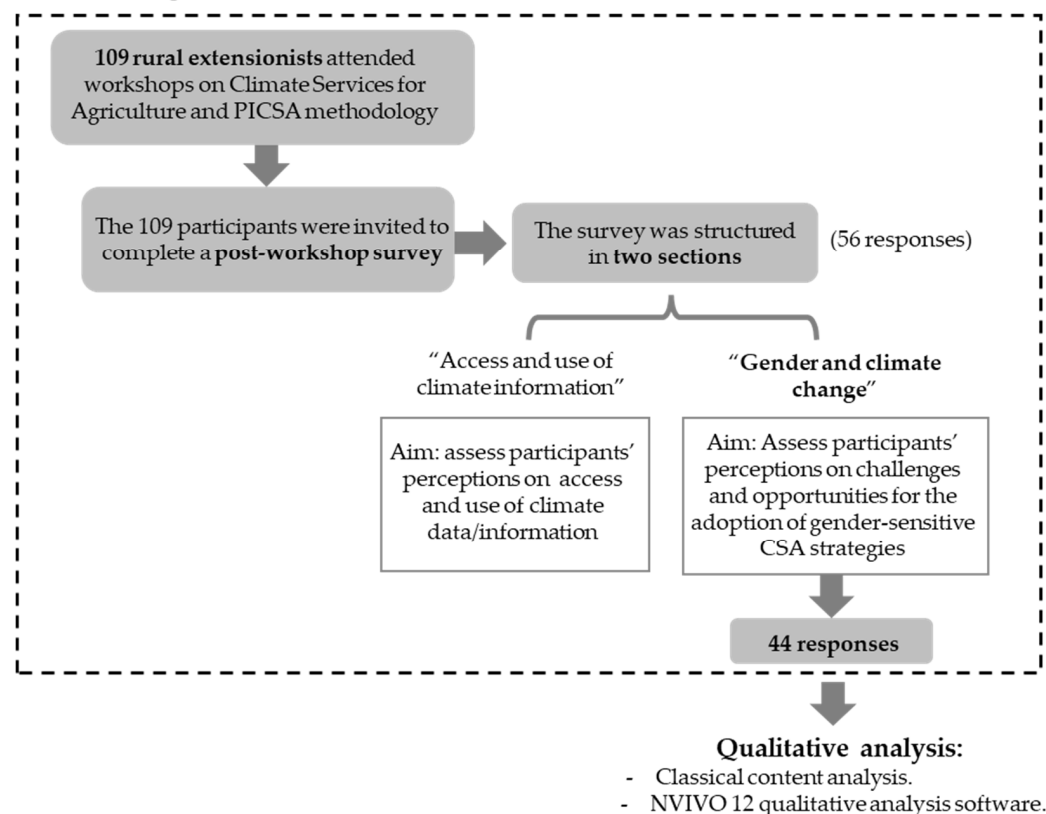 109 rural extensionists attended
workshops on Climate Services for
Agriculture and PICSA methodology
The 109 participants were invited to
complete a post-workshop survey
The survey was structured
in two sections
(56 responses)
“Access and use of
climate information”
Aim: assess participants’
perceptions on access
and use of climate
data/information
“Gender and climate
change”
Aim: Assess participants’
perceptions on challenges
and opportunities for the
adoption of gender-sensitive
CSA strategies
44 responses
Qualitative analysis:
- Classical content analysis.
- NVIVO 12 qualitative analysis software.